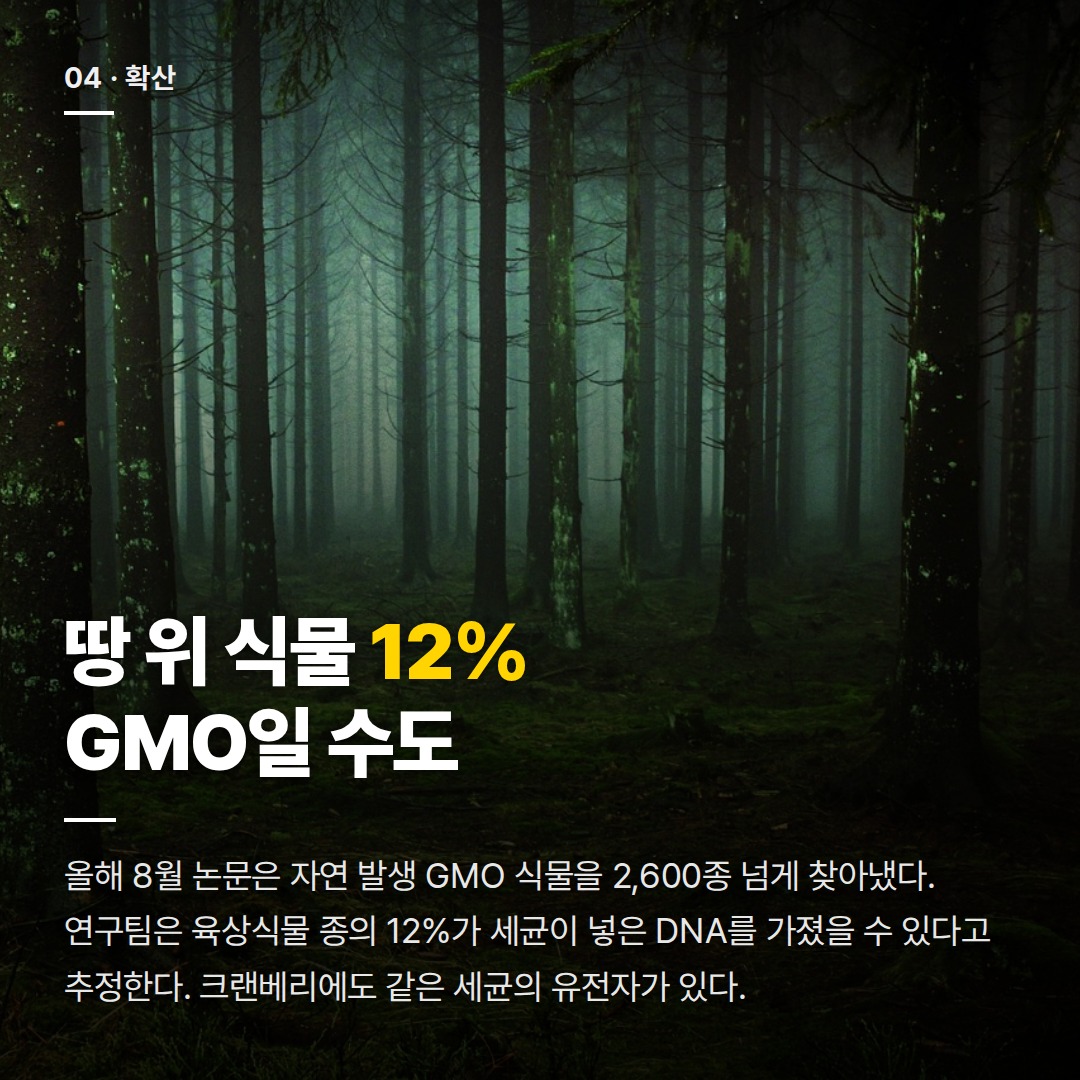 04 · 확산
땅 위 식물 12%
GMO일 수도
올해 8월 논문은 자연 발생 GMO 식물을 2,600종 넘게 찾아냈다.
연구팀은 육상식물 종의 12%가 세균이 넣은 DNA를 가졌을 수 있다고
추정한다. 크랜베리에도 같은 세균의 유전자가 있다.